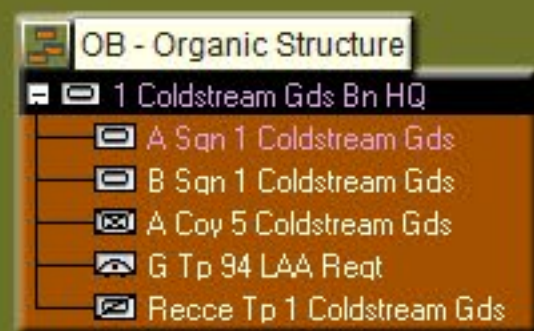 OB - Organic Structure
1 Coldstream Gds Bn HQ
A Sqn 1 Coldstream Gds
B Sqn 1 Coldstream Gds
A Coy 5 Coldstream Gds
G Tp 94 LAA Reqt
Recce Tp 1 Coldstream Gds